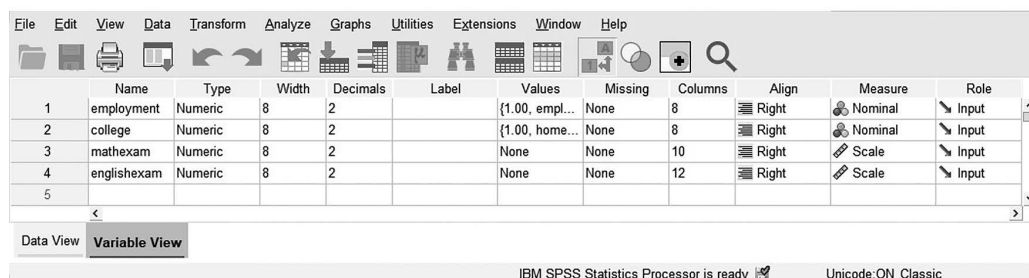 File Edit View Data Transform Analyze Graphs Utilities Extensions Window Help
Name Type Width Decimals Label Values Missing Columns Align Measure Role
1 employment Numeric 8 2 {1.00, empl... None 8 Right Nominal Input
2 college Numeric 8 2 {1.00, home... None 8 Right Nominal Input
3 mathexam Numeric 8 2 None None 10 Right Scale Input
4 englishexam Numeric 8 2 None None 12 Right Scale Input
5
Data View Variable View
IBM SPSS Statistics Processor is ready Unicode:ON Classic